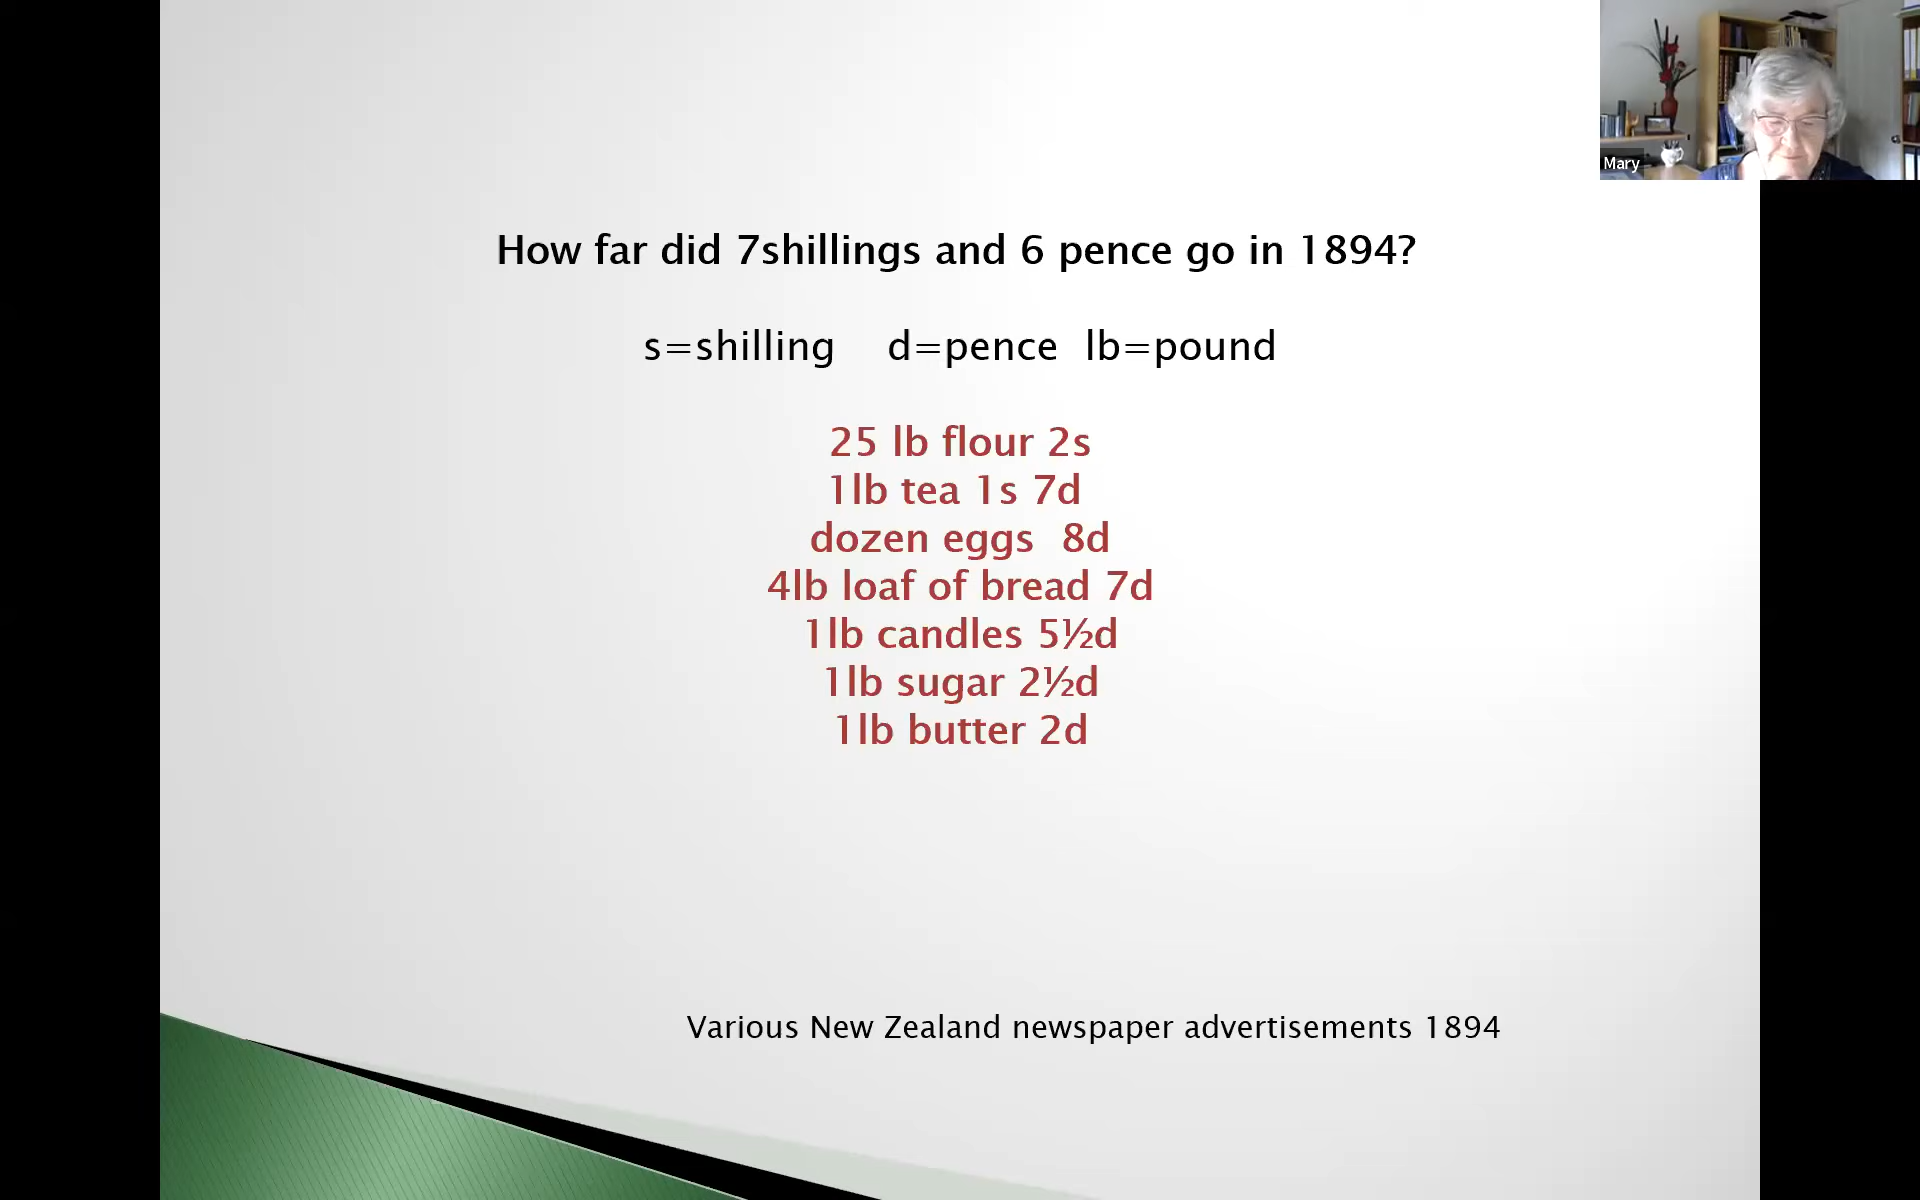 How far did 7shillings and 6 pence go in 1894?
s=shilling d=pence lb=pound
25 lb flour 2s
1lb tea 1s 7d
dozen eggs 8d
4lb loaf of bread 7d
1lb candles 5½d
1lb sugar 2½d
1lb butter 2d
Various New Zealand newspaper advertisements 1894
Mary